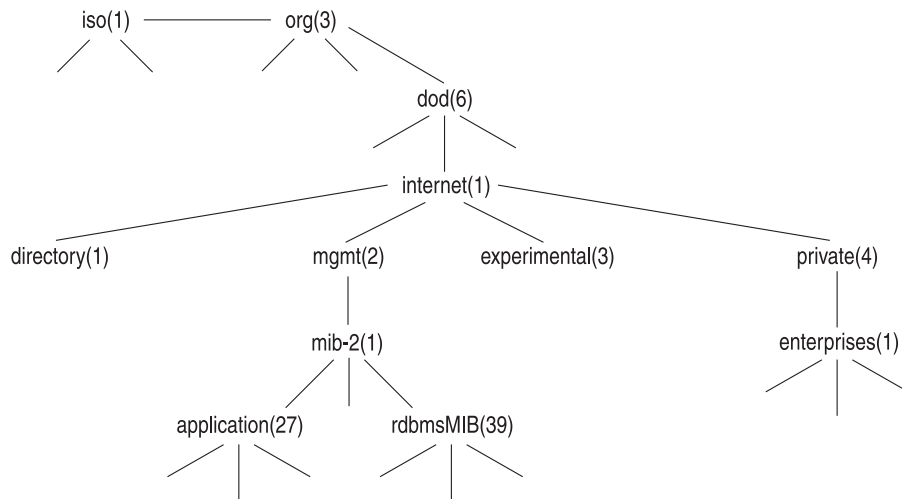 iso(1) org(3)
dod(6)
internet(1)
directory(1) mgmt(2) experimental(3) private(4)
mib-2(1) enterprises(1)
application(27) rdbmsMIB(39)